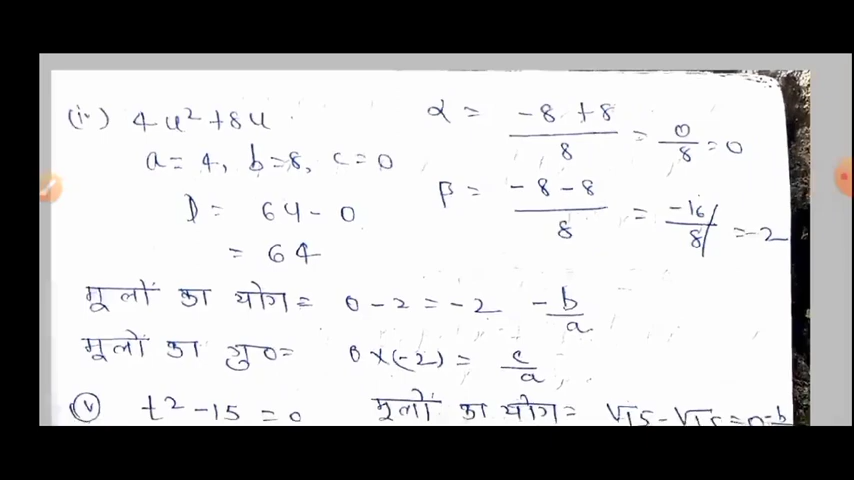 (iv) 4u² + 8u
a = 4, b = 8, c = 0
D = 64 - 0
= 64
α = -8 + 8 / 8 = 0/8 = 0
β = -8 - 8 / 8 = -16/8 = -2
मूलों का योग = 0 - 2 = -2 -b/a
मूलों का गु० = 0 × (-2) = c/a
(v) t² - 15 = 0 मूलों का योग = √15 - √15 = 0 -b